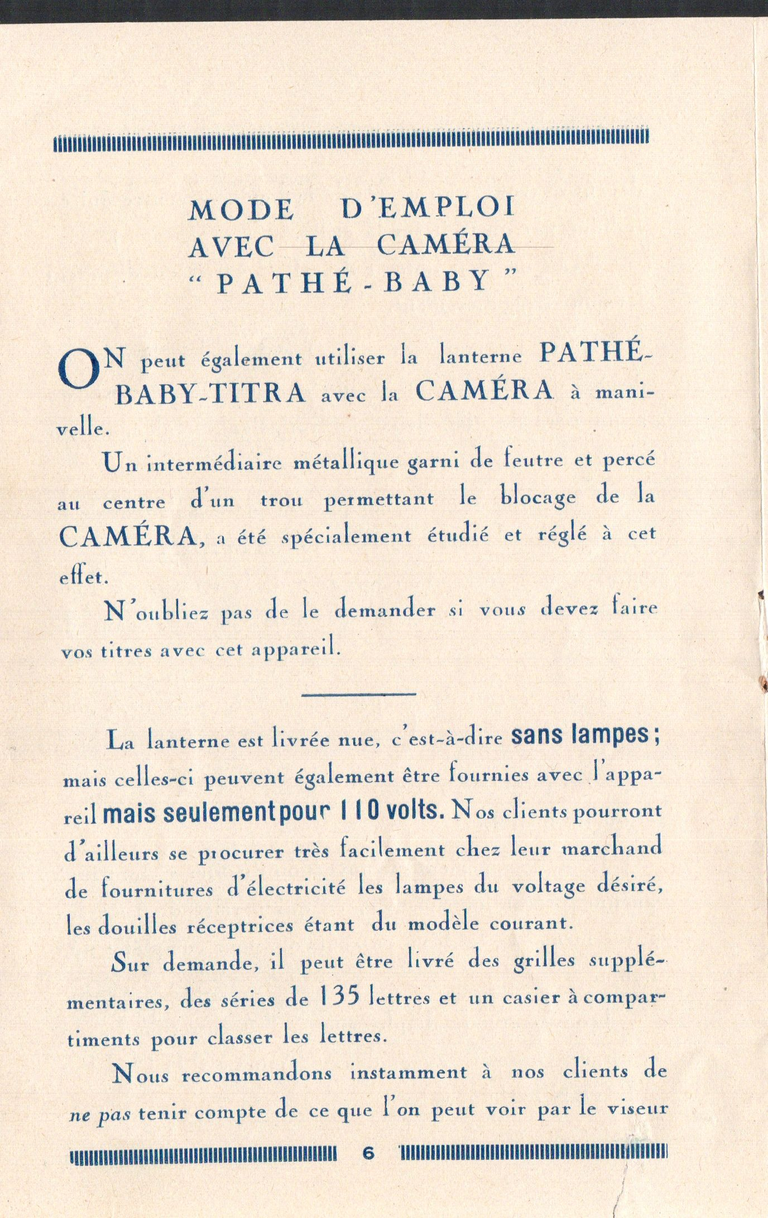 MODE D'EMPLOI
AVEC LA CAMÉRA
“ PATHÉ-BABY ”
ON peut également utiliser la lanterne PATHÉ-
BABY-TITRA avec la CAMÉRA à mani-
velle.
Un intermédiaire métallique garni de feutre et percé
au centre d'un trou permettant le blocage de la
CAMÉRA, a été spécialement étudié et réglé à cet
effet.
N'oubliez pas de le demander si vous devez faire
vos titres avec cet appareil.
La lanterne est livrée nue, c'est-à-dire sans lampes ;
mais celles-ci peuvent également être fournies avec l'appa-
reil mais seulement pour 110 volts. Nos clients pourront
d'ailleurs se procurer très facilement chez leur marchand
de fournitures d'électricité les lampes du voltage désiré,
les douilles réceptrices étant du modèle courant.
Sur demande, il peut être livré des grilles supplé-
mentaires, des séries de 135 lettres et un casier à compar-
timents pour classer les lettres.
Nous recommandons instamment à nos clients de
ne pas tenir compte de ce que l'on peut voir par le viseur
6